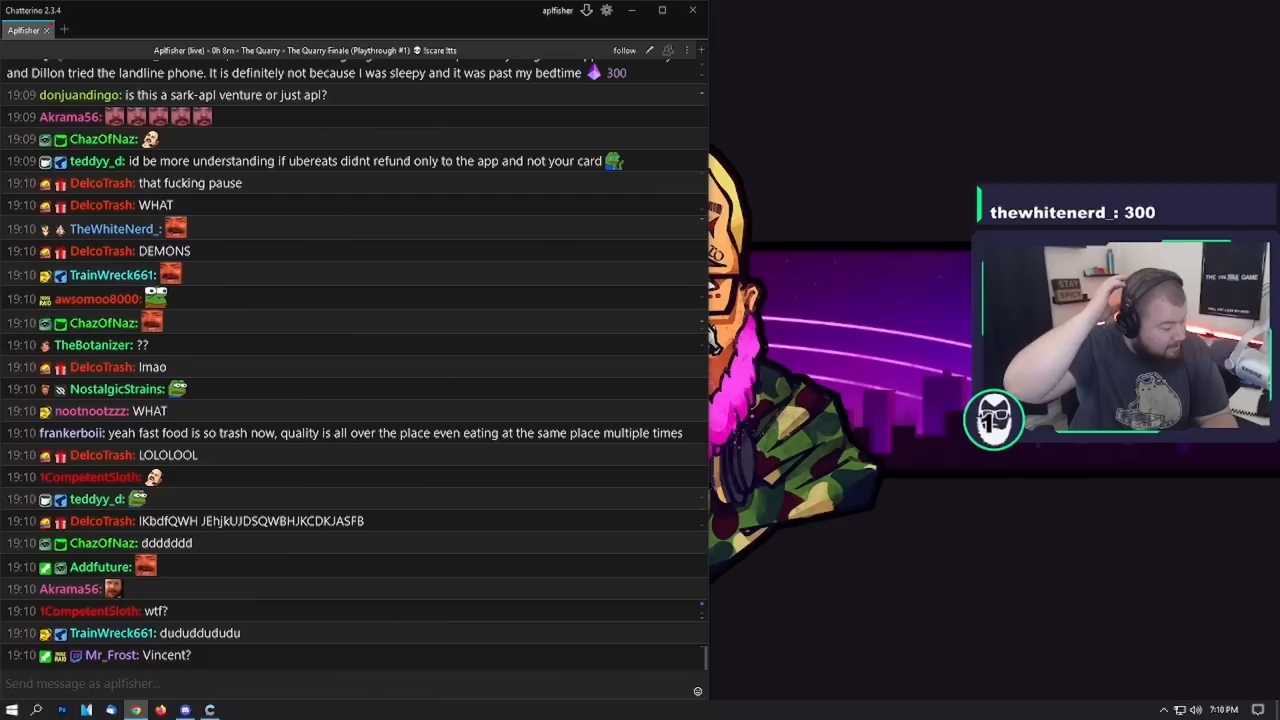 Chatterino 2.3.4
aplfisher
Aplfisher
Aplfisher (live) - 0h 8m - The Quarry - The Quarry Finale (Playthrough #1) 💀 !scare !tts
follow
and Dillon tried the landline phone. It is definitely not because I was sleepy and it was past my bedtime 300
19:09 donjuandingo: is this a sark-apl venture or just apl?
19:09 Akrama56:
19:09 ChazOfNaz:
19:09 teddyy_d: id be more understanding if ubereats didnt refund only to the app and not your card
19:10 DelcoTrash: that fucking pause
19:10 DelcoTrash: WHAT
19:10 TheWhiteNerd_:
19:10 DelcoTrash: DEMONS
19:10 TrainWreck661:
19:10 awsomoo8000:
19:10 ChazOfNaz:
19:10 TheBotanizer: ??
19:10 DelcoTrash: lmao
19:10 NostalgicStrains:
19:10 nootnootzzz: WHAT
19:10 frankerboii: yeah fast food is so trash now, quality is all over the place even eating at the same place multiple times
19:10 DelcoTrash: LOLOLOOL
19:10 1CompetentSloth:
19:10 teddyy_d:
19:10 DelcoTrash: IKbdfQWH JEhjkUJDSQWBHJKCDKJASFB
19:10 ChazOfNaz: ddddddd
19:10 Addfuture:
19:10 Akrama56:
19:10 1CompetentSloth: wtf?
19:10 TrainWreck661: dududdududu
19:10 Mr_Frost: Vincent?
Send message as aplfisher...
thewhitenerd_: 300
STAY
SPICY
1
7:10 PM